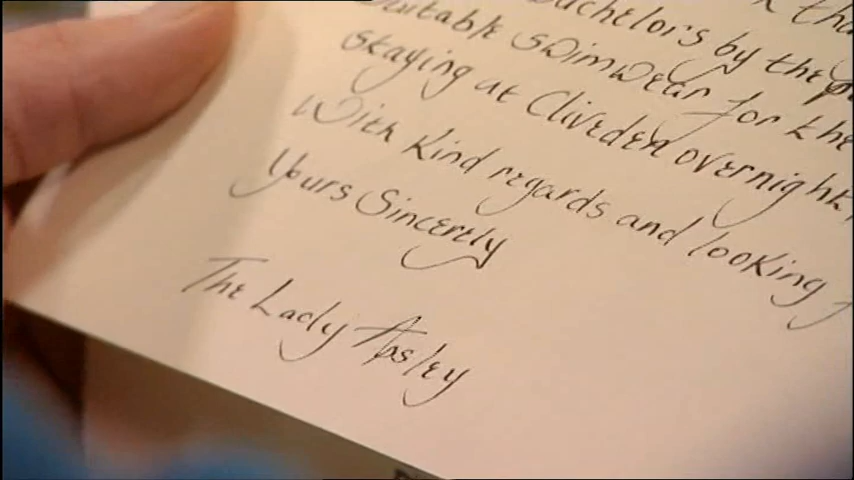 Bachelors by the
suitable swimwear for the
staying at Cliveden overnight.
With kind regards and looking
Yours Sincerely
The Lady Apsley